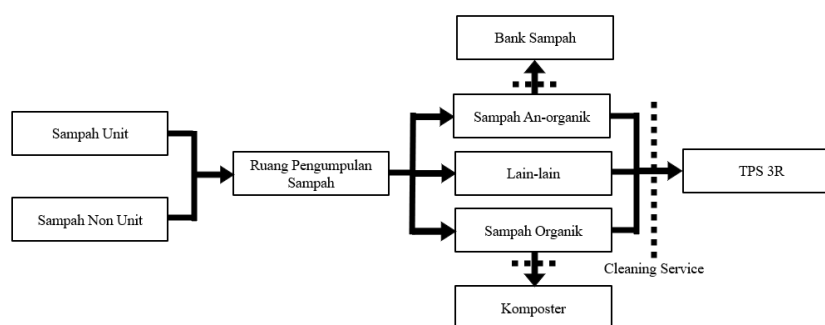 Bank Sampah
Sampah Unit
Sampah An-organik
Ruang Pengumpulan
Sampah
Lain-lain
TPS 3R
Sampah Non Unit
Sampah Organik
Cleaning Service
Komposter